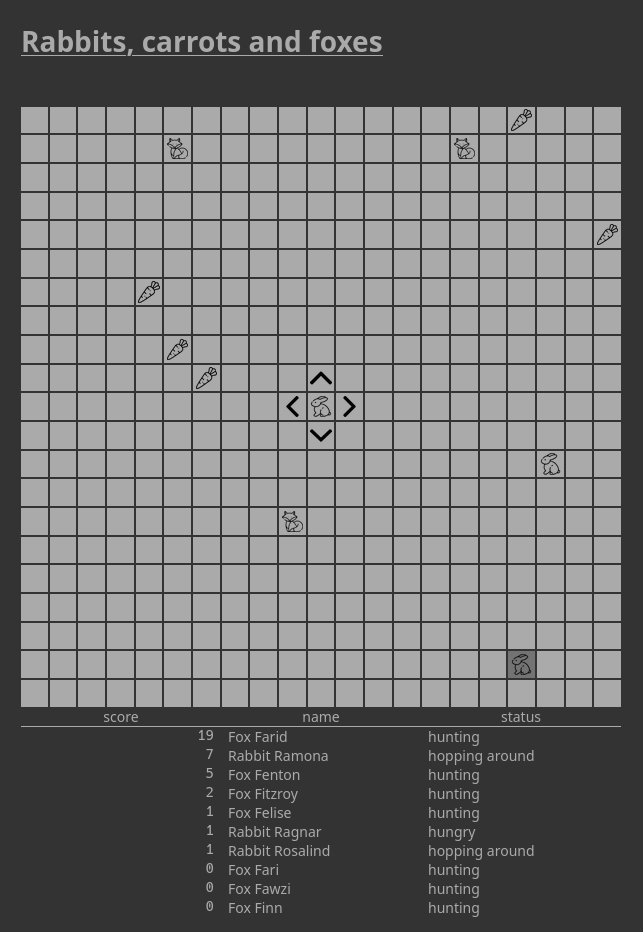 Rabbits, carrots and foxes
score name status
19 Fox Farid hunting
7 Rabbit Ramona hopping around
5 Fox Fenton hunting
2 Fox Fitzroy hunting
1 Fox Felise hunting
1 Rabbit Ragnar hungry
1 Rabbit Rosalind hopping around
0 Fox Fari hunting
0 Fox Fawzi hunting
0 Fox Finn hunting